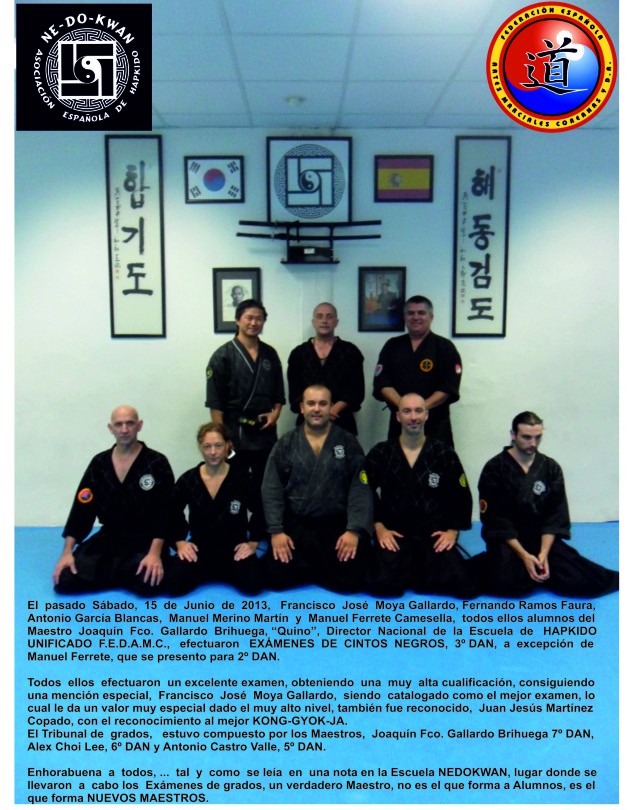 NE-DO-KWAN
ASOCIACIÓN ESPAÑOLA DE HAPKIDO
FEDERACIÓN ESPAÑOLA
ARTES MARCIALES COREANAS Y D.A.
道
합기도
해동검도
El pasado Sábado, 15 de Junio de 2013, Francisco José Moya Gallardo, Fernando Ramos Faura,
Antonio García Blancas, Manuel Merino Martín y Manuel Ferrete Camesella, todos ellos alumnos del
Maestro Joaquín Fco. Gallardo Brihuega, “Quino”, Director Nacional de la Escuela de HAPKIDO
UNIFICADO F.E.D.A.M.C., efectuaron EXÁMENES DE CINTOS NEGROS, 3º DAN, a excepción de
Manuel Ferrete, que se presento para 2º DAN.
Todos ellos efectuaron un excelente examen, obteniendo una muy alta cualificación, consiguiendo
una mención especial, Francisco José Moya Gallardo, siendo catalogado como el mejor examen, lo
cual le da un valor muy especial dado el muy alto nivel, también fue reconocido, Juan Jesús Martínez
Copado, con el reconocimiento al mejor KONG-GYOK-JA.
El Tribunal de grados, estuvo compuesto por los Maestros, Joaquín Fco. Gallardo Brihuega 7º DAN,
Alex Choi Lee, 6º DAN y Antonio Castro Valle, 5º DAN.
Enhorabuena a todos, ... tal y como se leía en una nota en la Escuela NEDOKWAN, lugar donde se
llevaron a cabo los Exámenes de grados, un verdadero Maestro, no es el que forma a Alumnos, es el
que forma NUEVOS MAESTROS.